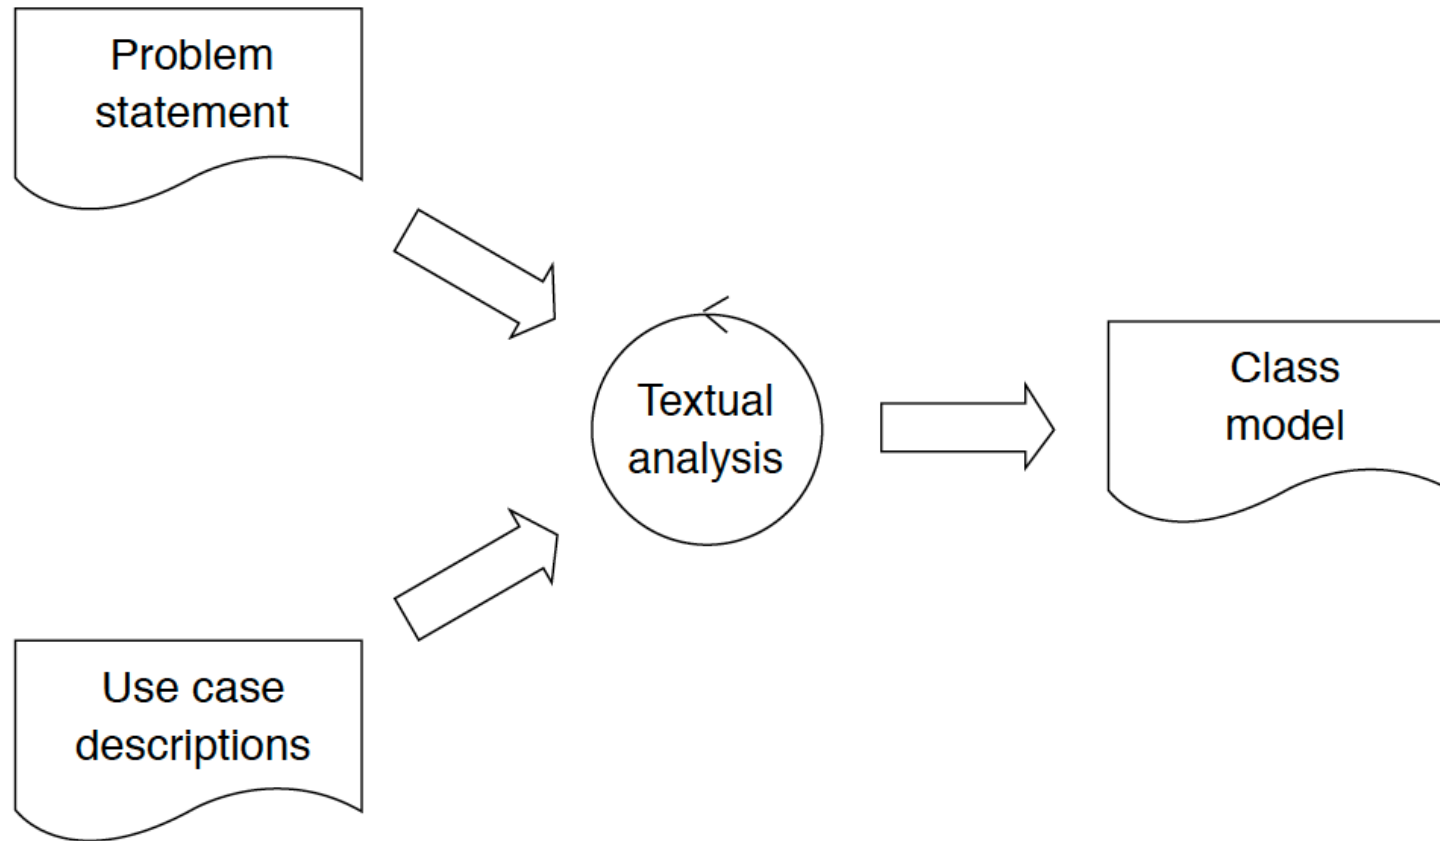 Problem
statement
Textual
analysis
Class
model
Use case
descriptions